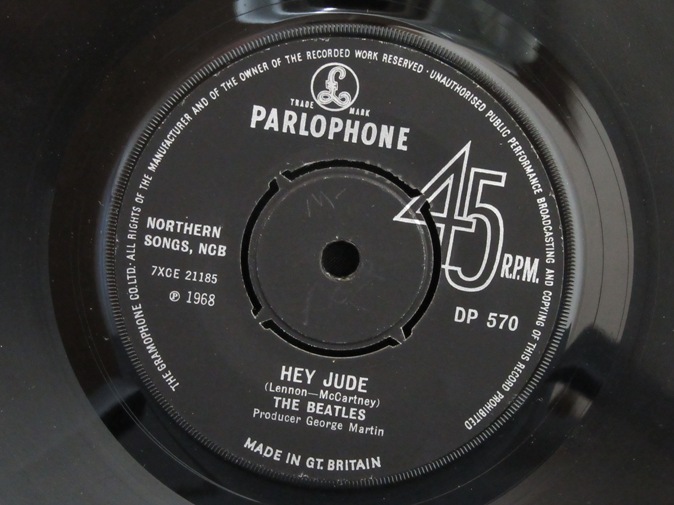 THE GRAMOPHONE CO. LTD. · ALL RIGHTS OF THE MANUFACTURER AND OF THE OWNER OF THE RECORDED WORK RESERVED · UNAUTHORISED PUBLIC PERFORMANCE BROADCASTING AND COPYING OF THIS RECORD PROHIBITED
£
TRADE MARK
PARLOPHONE
45
R.P.M.
NORTHERN
SONGS, NCB
7XCE 21185
℗ 1968
DP 570
HEY JUDE
(Lennon—McCartney)
THE BEATLES
Producer George Martin
MADE IN GT. BRITAIN